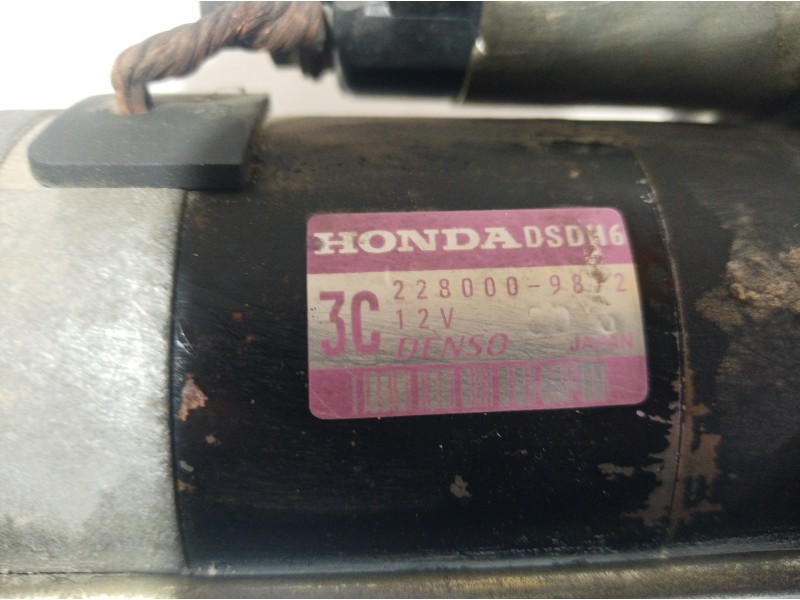 HONDA DSDH6
3C
228000-9872
12V
DENSO JAPAN